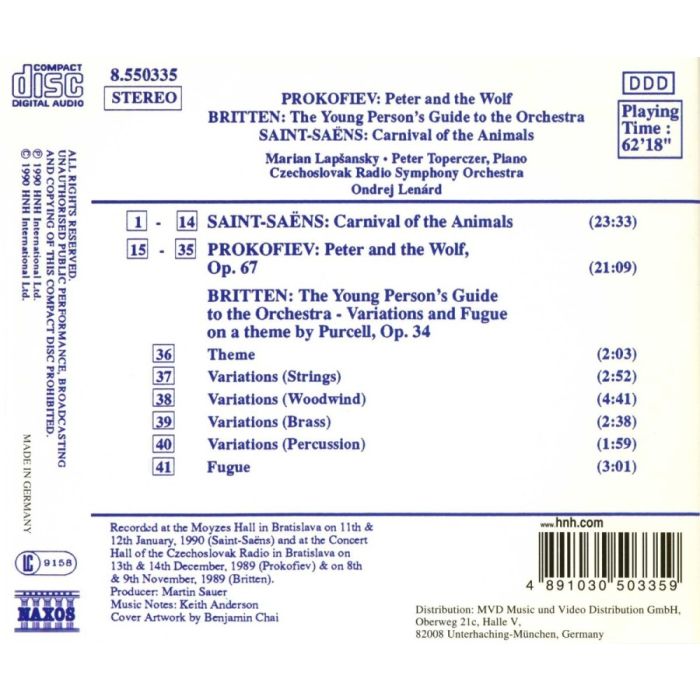 COMPACT
disc
DIGITAL AUDIO
8.550335
STEREO
PROKOFIEV: Peter and the Wolf
BRITTEN: The Young Person's Guide to the Orchestra
SAINT-SAËNS: Carnival of the Animals
Marian Lapšansky • Peter Toperczer, Piano
Czechoslovak Radio Symphony Orchestra
Ondrej Lenárd
DDD
Playing
Time :
62'18"
1 - 14 SAINT-SAËNS: Carnival of the Animals (23:33)
15 - 35 PROKOFIEV: Peter and the Wolf,
Op. 67 (21:09)
BRITTEN: The Young Person's Guide
to the Orchestra - Variations and Fugue
on a theme by Purcell, Op. 34
36 Theme (2:03)
37 Variations (Strings) (2:52)
38 Variations (Woodwind) (4:41)
39 Variations (Brass) (2:38)
40 Variations (Percussion) (1:59)
41 Fugue (3:01)
ALL RIGHTS RESERVED.
UNAUTHORISED PUBLIC PERFORMANCE, BROADCASTING
AND COPYING OF THIS COMPACT DISC PROHIBITED.
℗ 1990 HNH International Ltd.
© 1990 HNH International Ltd.
MADE IN GERMANY
LC 9158
NAXOS
Recorded at the Moyzes Hall in Bratislava on 11th &
12th January, 1990 (Saint-Saëns) and at the Concert
Hall of the Czechoslovak Radio in Bratislava on
13th & 14th December, 1989 (Prokofiev) & on 8th
& 9th November, 1989 (Britten).
Producer: Martin Sauer
Music Notes: Keith Anderson
Cover Artwork by Benjamin Chai
www.hnh.com
4 891030 503359
Distribution: MVD Music und Video Distribution GmbH,
Oberweg 21c, Halle V,
82008 Unterhaching-München, Germany